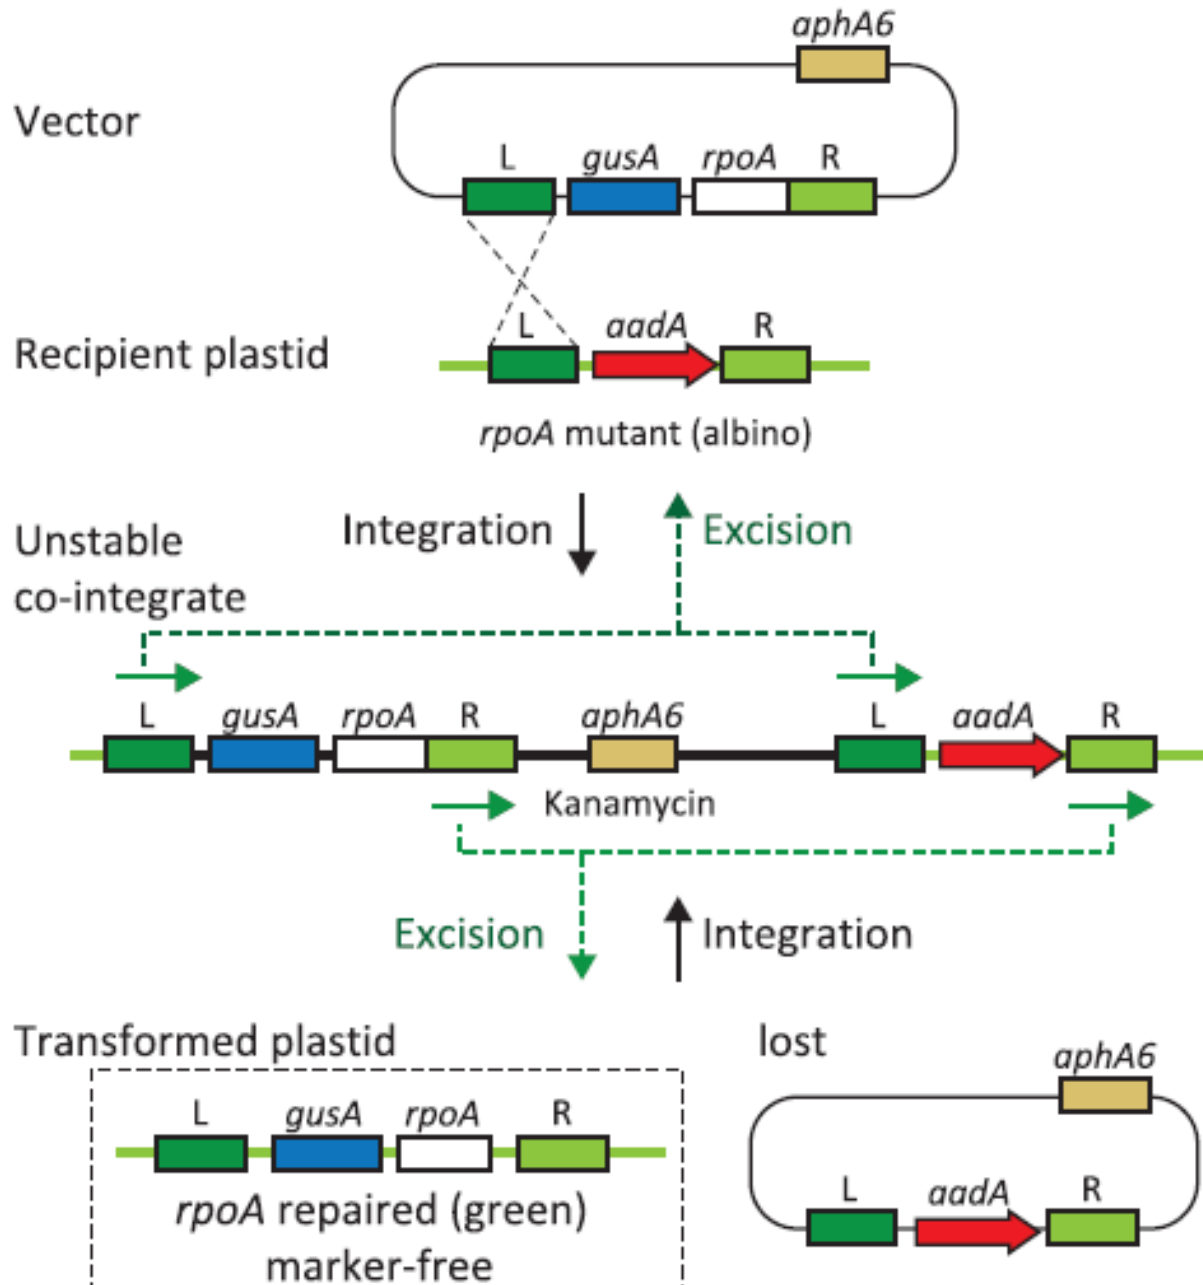 aphA6
Vector
L gusA rpoA R
L aadA R
Recipient plastid
rpoA mutant (albino)
Integration Excision
Unstable
co-integrate
L gusA rpoA R aphA6 L aadA R
Kanamycin
Excision Integration
Transformed plastid lost
aphA6
L gusA rpoA R
L aadA R
rpoA repaired (green)
marker-free